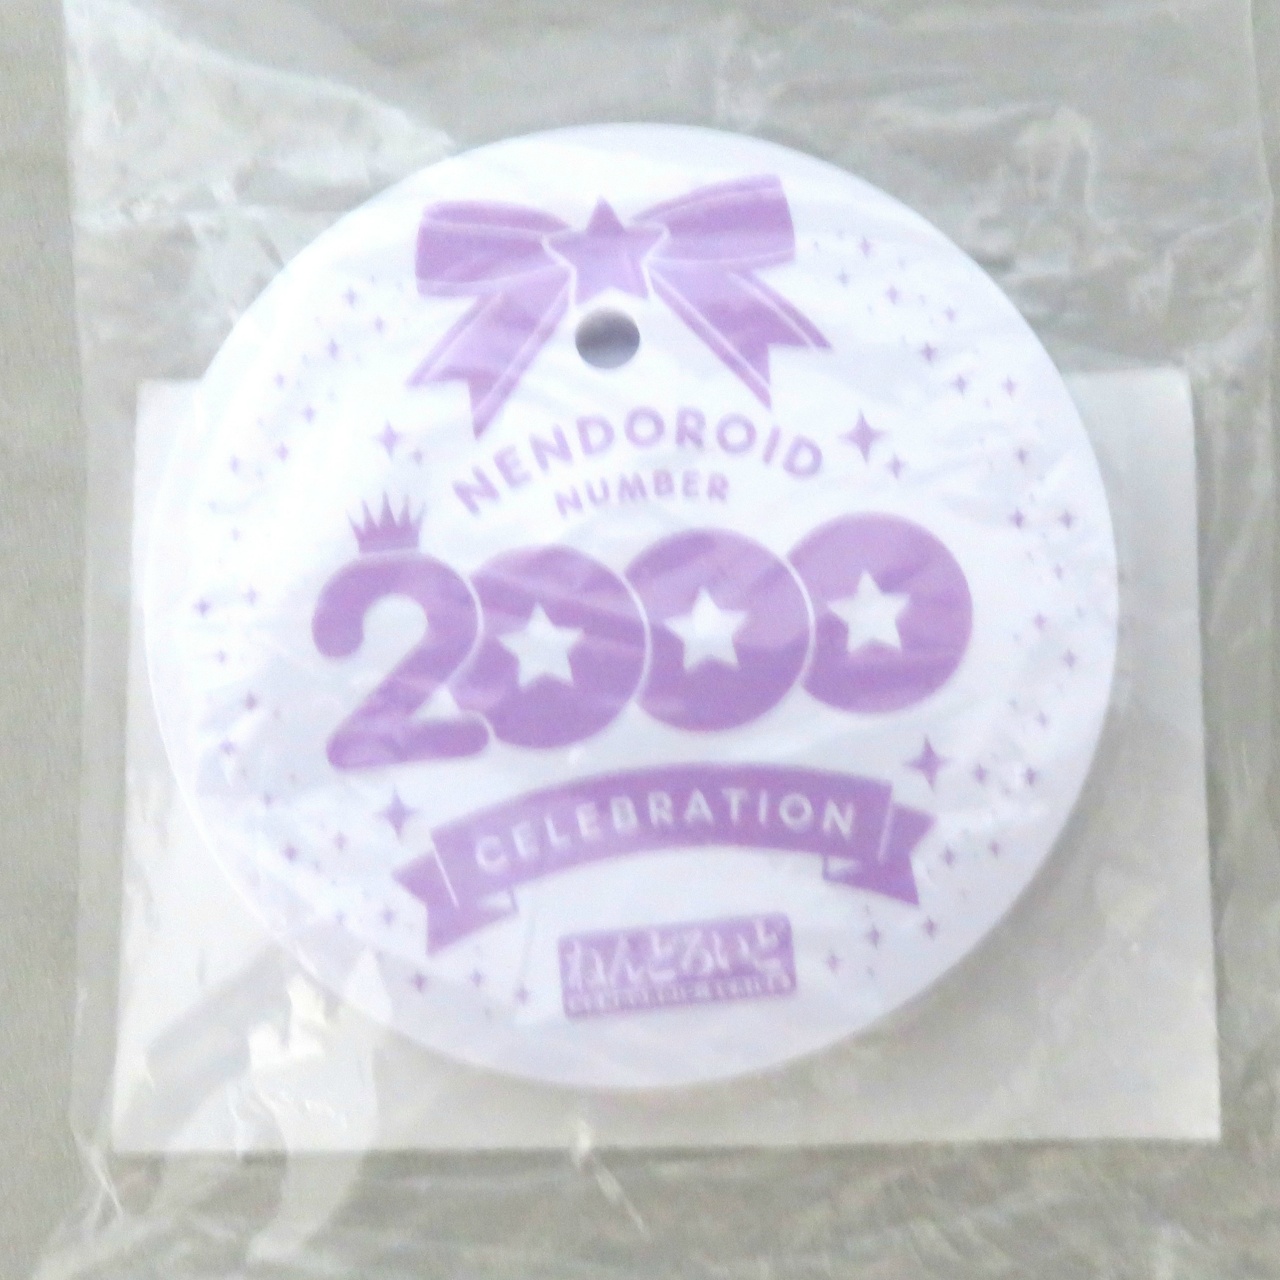 NENDOROID
NUMBER
2000
CELEBRATION
ねんどろいど